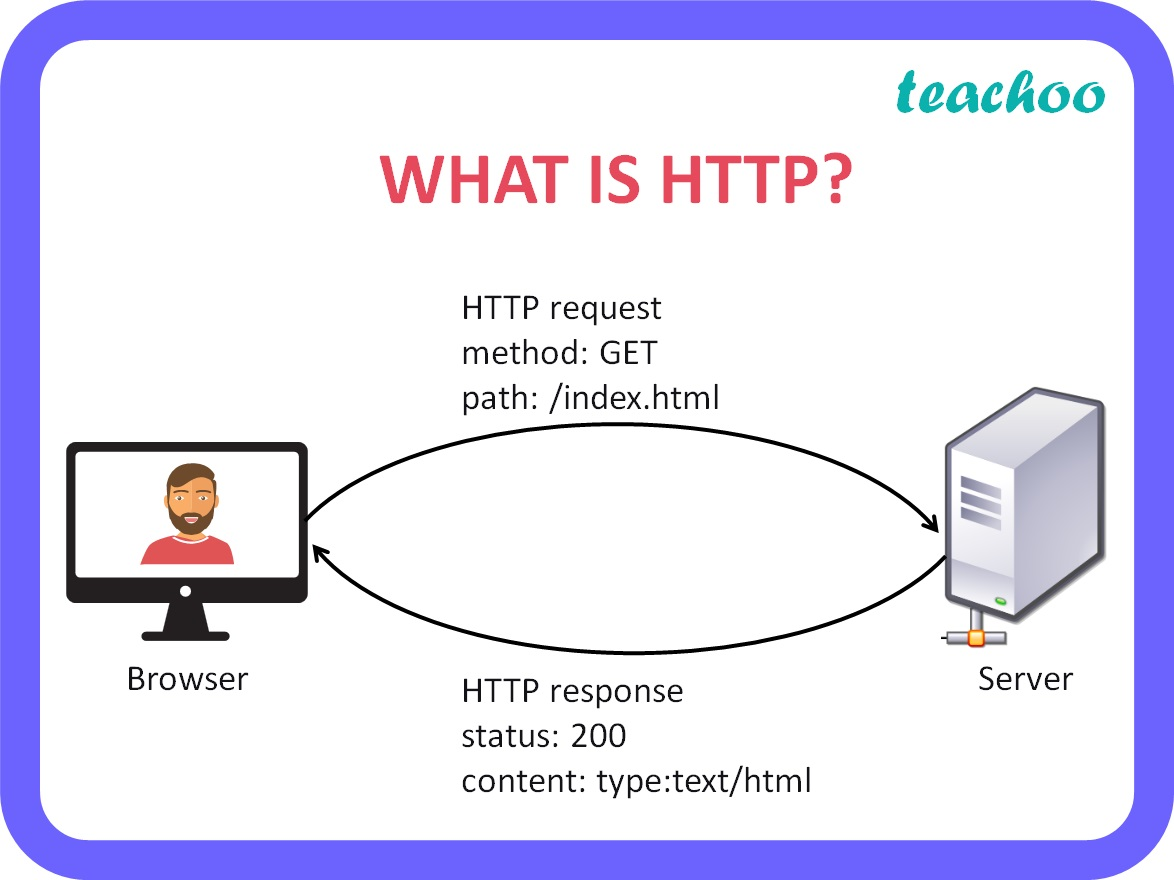 teachoo
WHAT IS HTTP?
HTTP request
method: GET
path: /index.html
Browser
Server
HTTP response
status: 200
content: type:text/html